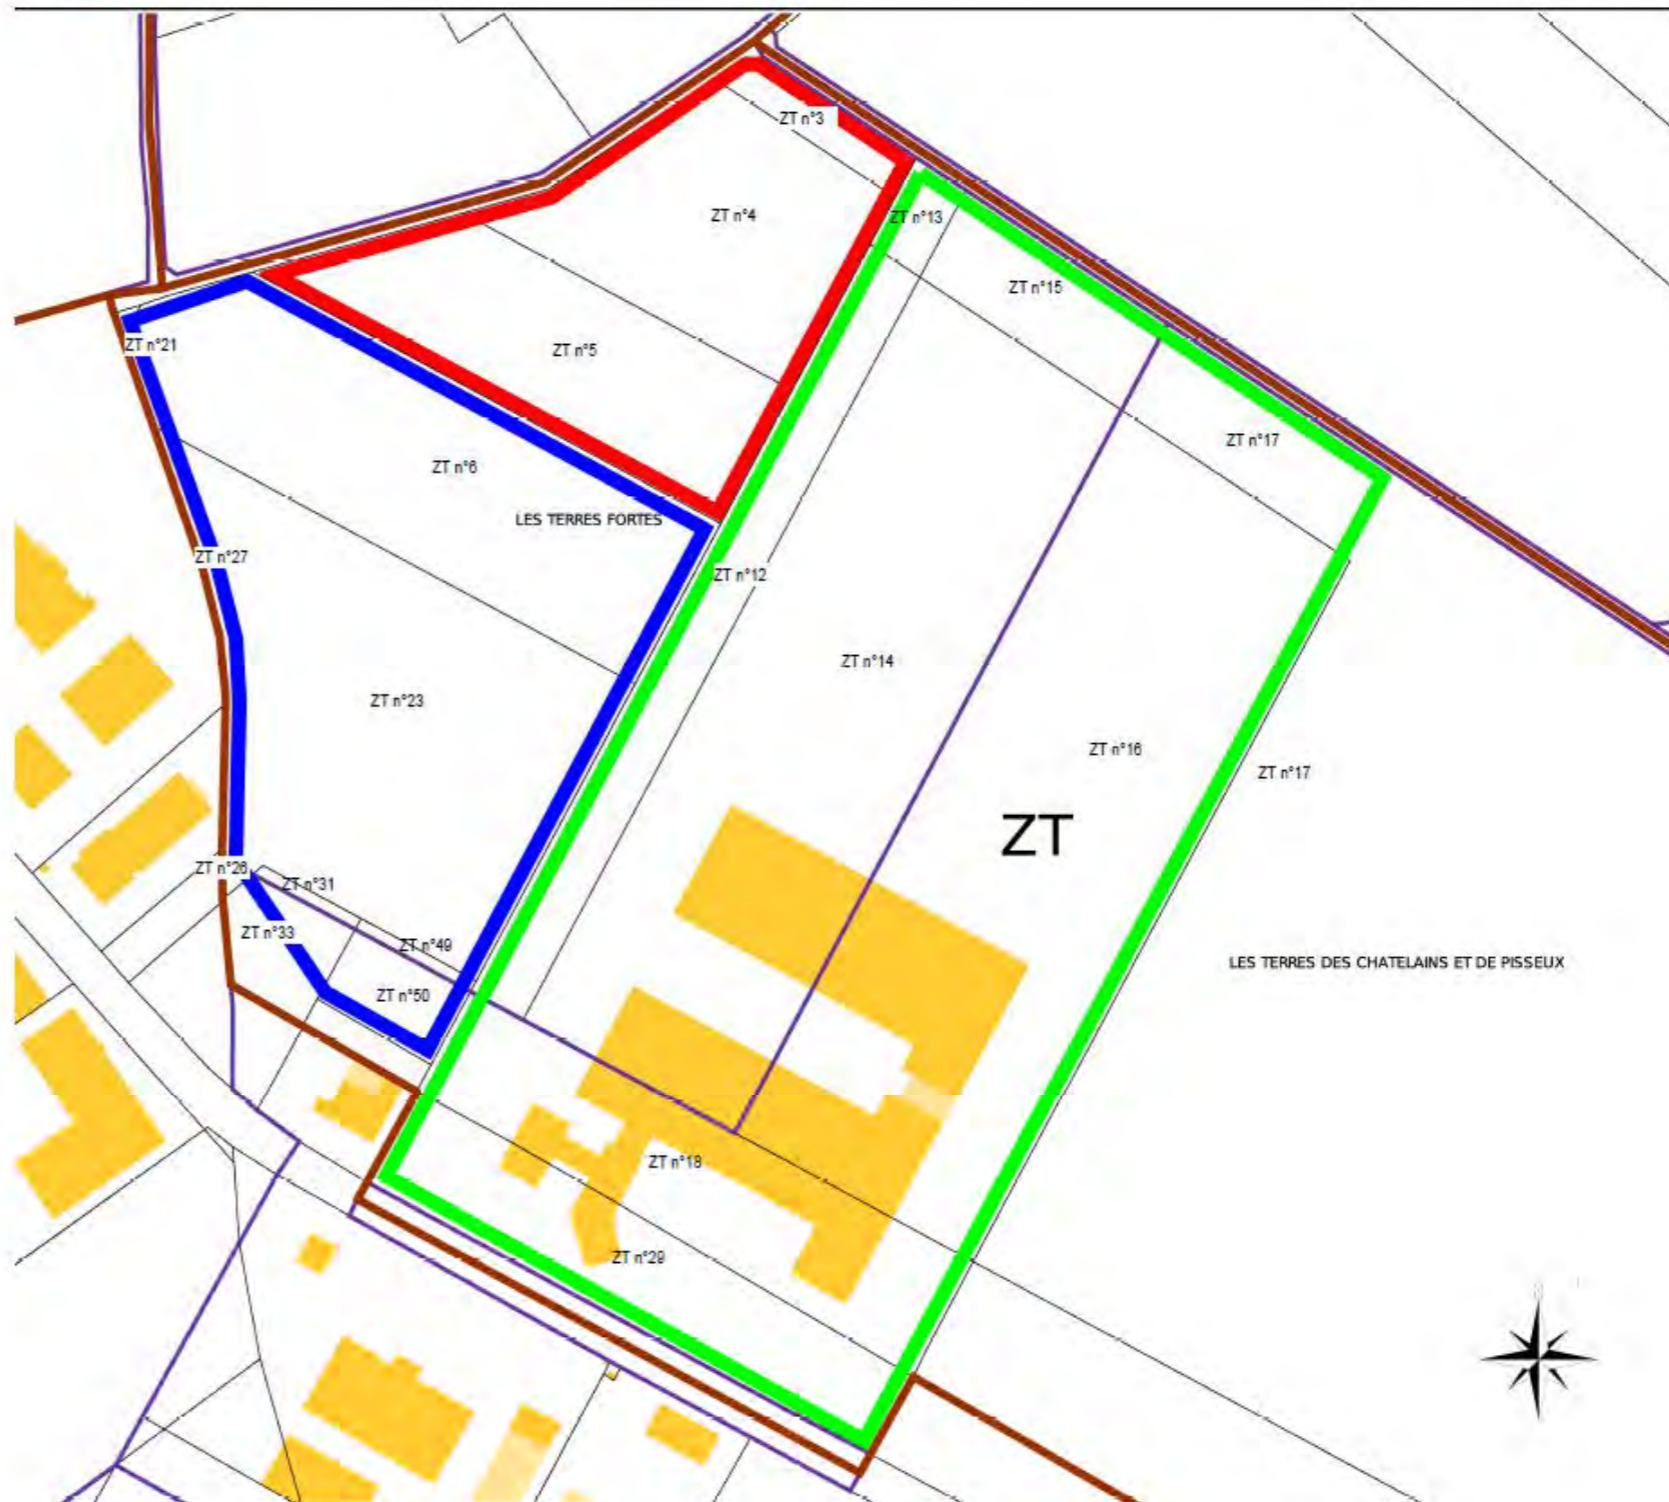 ZT n°3
ZT n°4
ZT n°13
ZT n°15
ZT n°21
ZT n°5
ZT n°17
ZT n°6
LES TERRES FORTES
ZT n°27
ZT n°12
ZT n°14
ZT n°23
ZT n°16
ZT n°17
ZT
ZT n°26
ZT n°31
ZT n°33
ZT n°49
LES TERRES DES CHATELAINS ET DE PISSEUX
ZT n°50
ZT n°18
ZT n°29